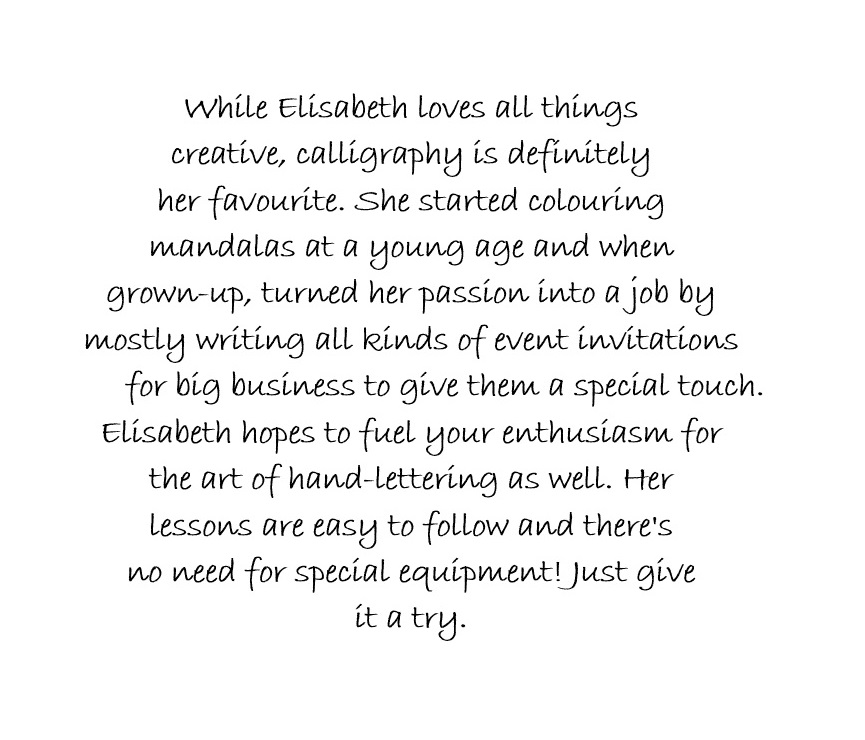 While Elisabeth loves all things
creative, calligraphy is definitely
her favourite. She started colouring
mandalas at a young age and when
grown-up, turned her passion into a job by
mostly writing all kinds of event invitations
for big business to give them a special touch.
Elisabeth hopes to fuel your enthusiasm for
the art of hand-lettering as well. Her
lessons are easy to follow and there's
no need for special equipment! Just give
it a try.